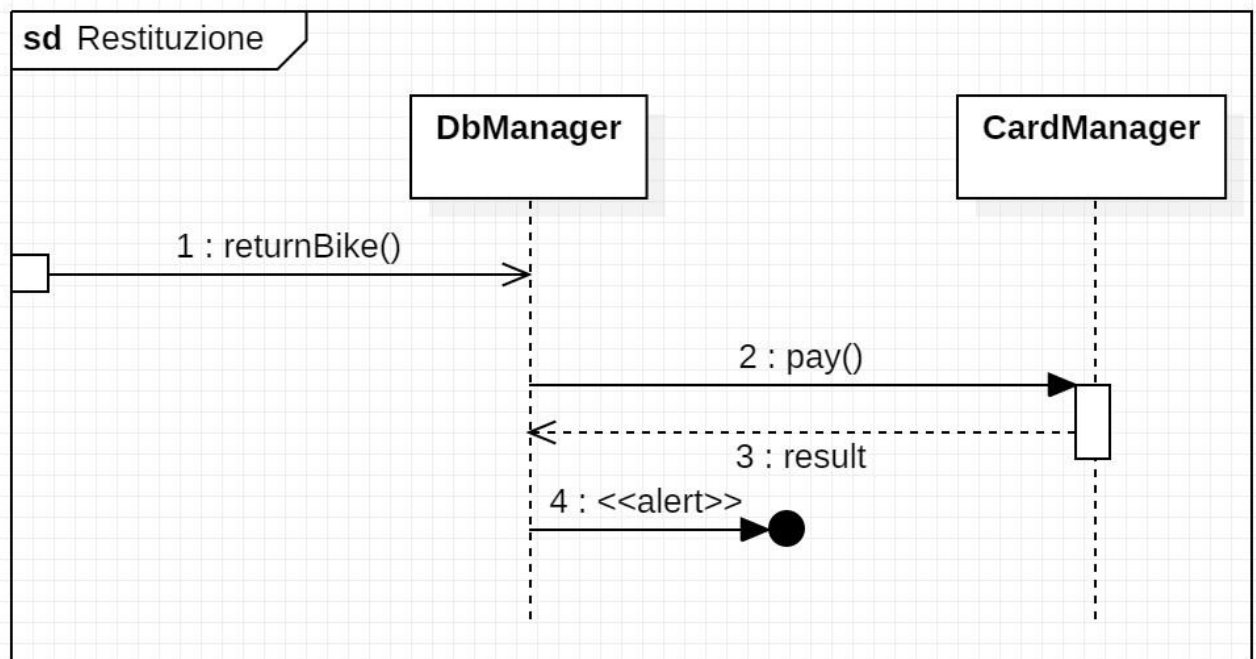 sd Restituzione
DbManager
CardManager
1 : returnBike()
2 : pay()
3 : result
4 : <<alert>>